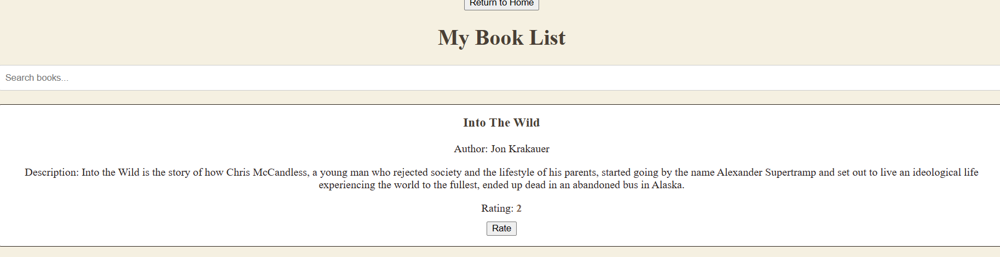 Return to Home
My Book List
Search books...
Into The Wild
Author: Jon Krakauer
Description: Into the Wild is the story of how Chris McCandless, a young man who rejected society and the lifestyle of his parents, started going by the name Alexander Supertramp and set out to live an ideological life
experiencing the world to the fullest, ended up dead in an abandoned bus in Alaska.
Rating: 2
Rate